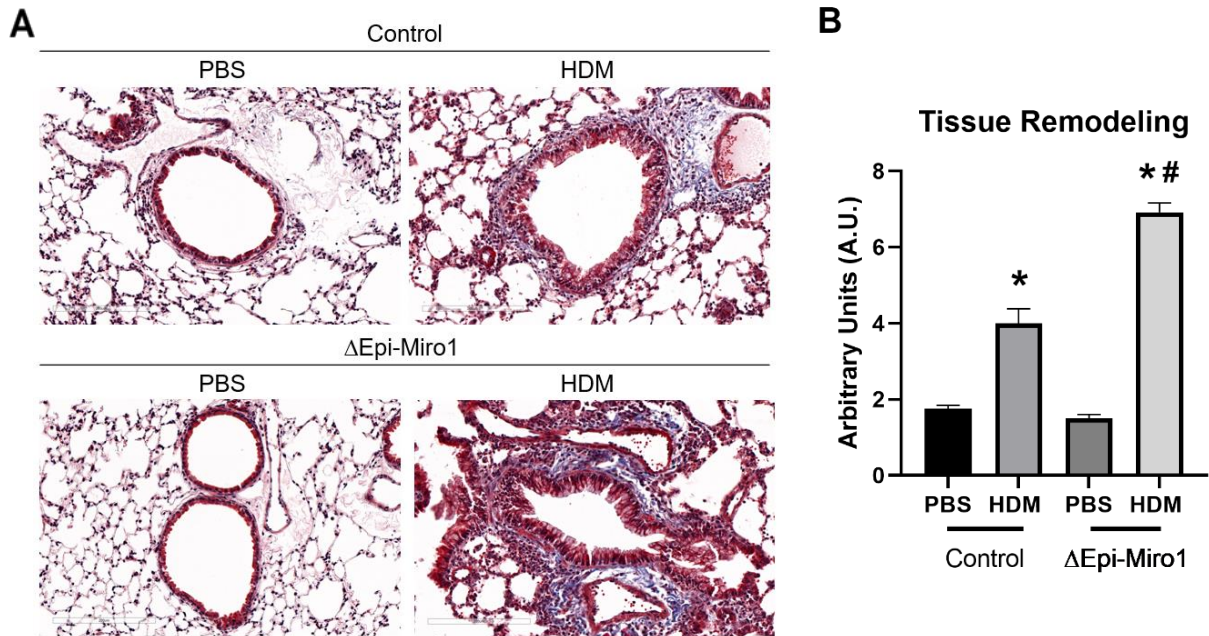 A
Control
PBS HDM
ΔEpi-Miro1
PBS HDM
B
Tissue Remodeling
Arbitrary Units (A.U.)
8
6
4
2
0
*
* #
PBS HDM PBS HDM
Control ΔEpi-Miro1